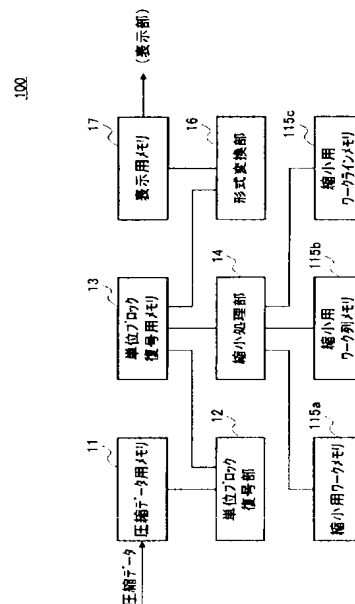 100
圧縮データ
11
圧縮データ用メモリ
13
単位ブロック
復号用メモリ
17
表示用メモリ
(表示部)
12
単位ブロック
復号部
14
縮小処理部
16
形式変換部
115a
縮小用ワークメモリ
115b
縮小用
ワーク列メモリ
115c
縮小用
ワークラインメモリ